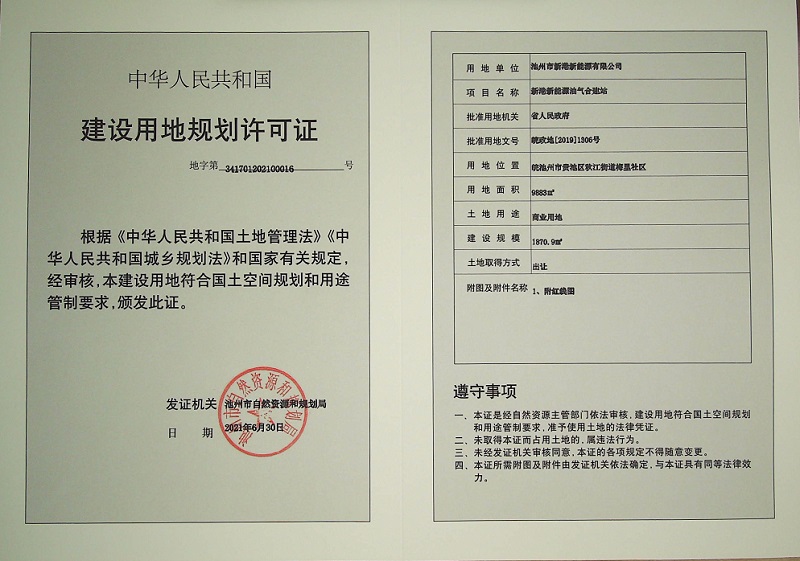 中华人民共和国
建设用地规划许可证
地字第 341701202100016 号
根据《中华人民共和国土地管理法》《中
华人民共和国城乡规划法》和国家有关规定,
经审核,本建设用地符合国土空间规划和用途
管制要求,颁发此证。
发证机关 池州市自然资源和规划局
日 期 2021年6月30日
池州市自然资源和规划局
用地单位 池州市新港新能源有限公司
项目名称 新港新能源油气合建站
批准用地机关 省人民政府
批准用地文号 皖政地[2019]1306号
用地位置 皖池州市贵池区秋江街道梅里社区
用地面积 9883㎡
土地用途 商业用地
建设规模 1870.9㎡
土地取得方式 出让
附图及附件名称 1、附红线图
遵守事项
一、本证是经自然资源主管部门依法审核,建设用地符合国土空间规划
和用途管制要求,准予使用土地的法律凭证。
二、未取得本证而占用土地的,属违法行为。
三、未经发证机关审核同意,本证的各项规定不得随意变更。
四、本证所需附图及附件由发证机关依法确定,与本证具有同等法律效
力。